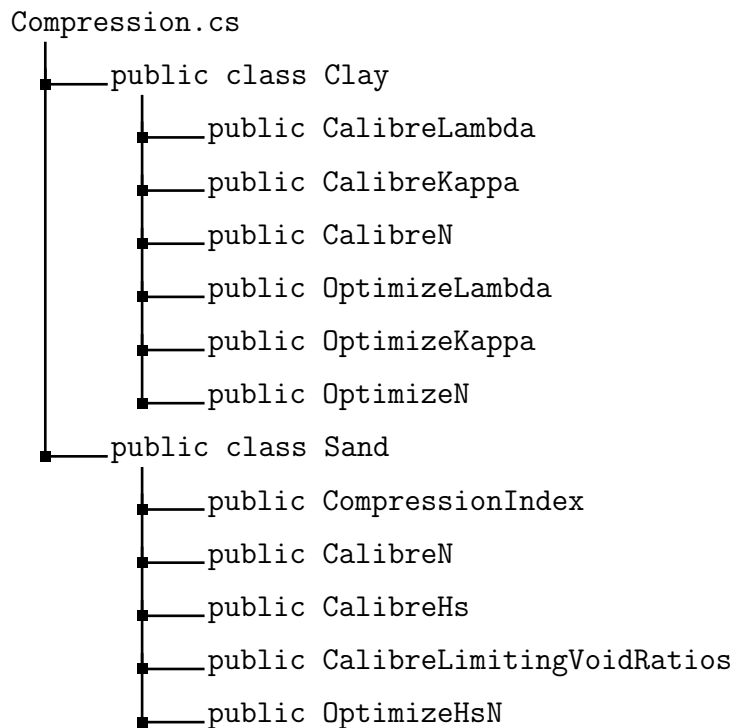 Compression.cs
public class Clay
public CalibreLambda
public CalibreKappa
public CalibreN
public OptimizeLambda
public OptimizeKappa
public OptimizeN
public class Sand
public CompressionIndex
public CalibreN
public CalibreHs
public CalibreLimitingVoidRatios
public OptimizeHsN